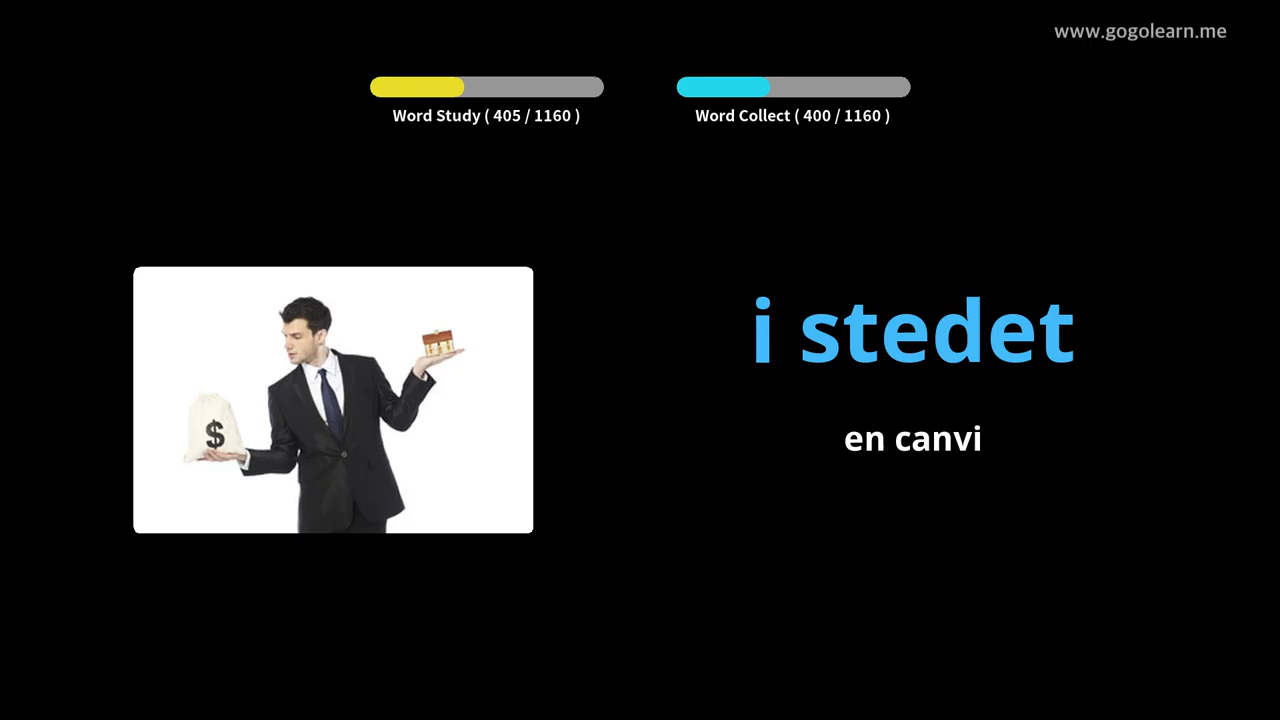 www.gogolearn.me
Word Study ( 405 / 1160 )
Word Collect ( 400 / 1160 )
i stedet
en canvi
$